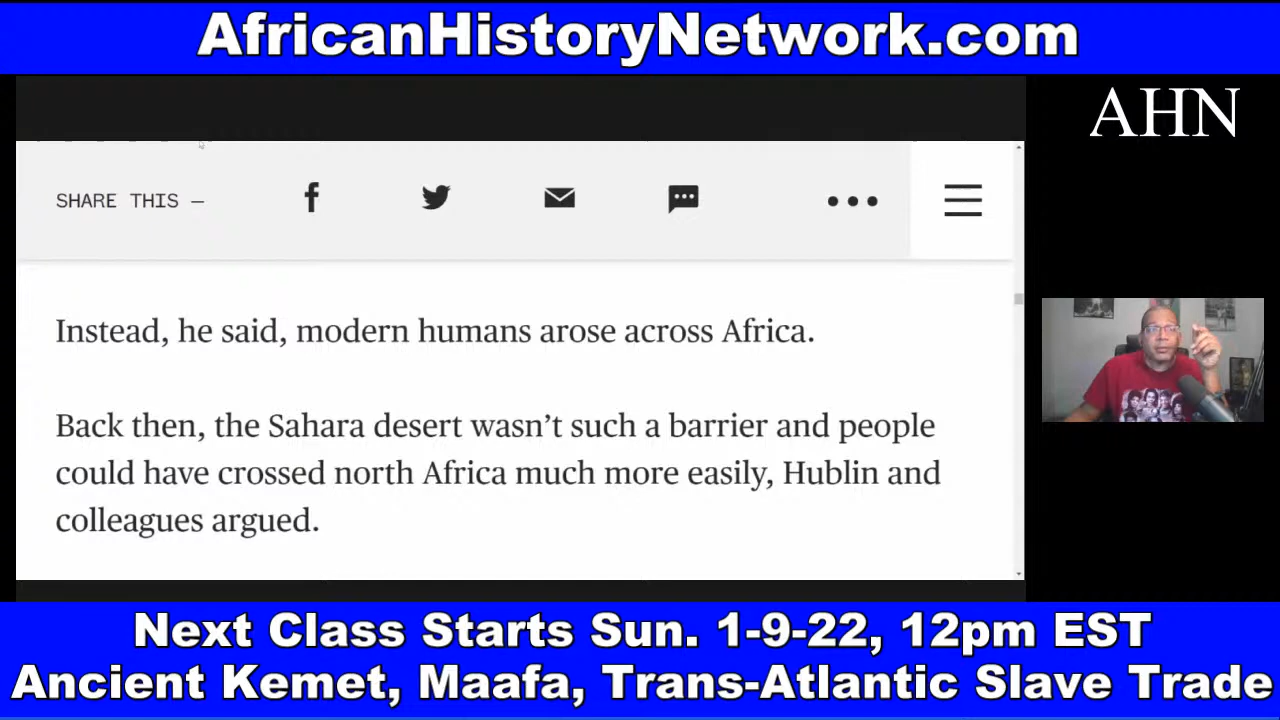 AfricanHistoryNetwork.com
AHN
SHARE THIS —
Instead, he said, modern humans arose across Africa.
Back then, the Sahara desert wasn’t such a barrier and people
could have crossed north Africa much more easily, Hublin and
colleagues argued.
Next Class Starts Sun. 1-9-22, 12pm EST
Ancient Kemet, Maafa, Trans-Atlantic Slave Trade